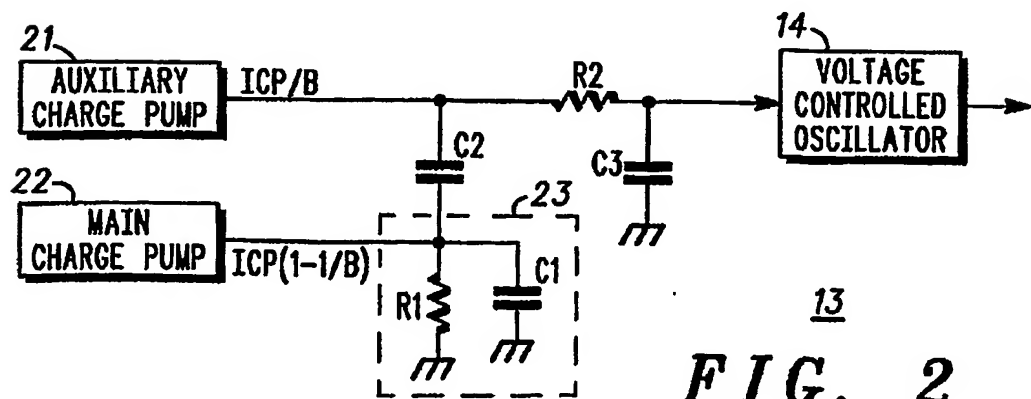 21
AUXILIARY
CHARGE PUMP
ICP/B
R2
14
VOLTAGE
CONTROLLED
OSCILLATOR
C2
C3
22
MAIN
CHARGE PUMP
ICP(1-1/B)
23
R1
C1
13
FIG. 2